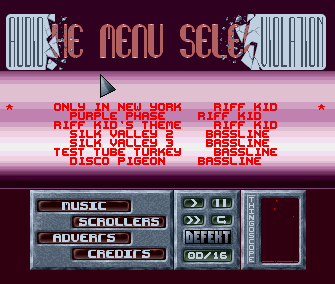 AUDIO HE MENU SELE VIOLATION
* ONLY IN NEW YORK RIFF KID *
PURPLE PHASE RIFF KID
RIFF KID'S THEME RIFF KID
SILK VALLEY 2 BASSLINE
SILK VALLEY 3 BASSLINE
TEST TUBE TURKEY BASSLINE
DISCO PIGEON BASSLINE
MUSIC
SCROLLERS
ADVERTS
CREDITS
DEFEKT
00/16
THINGOSCOPE